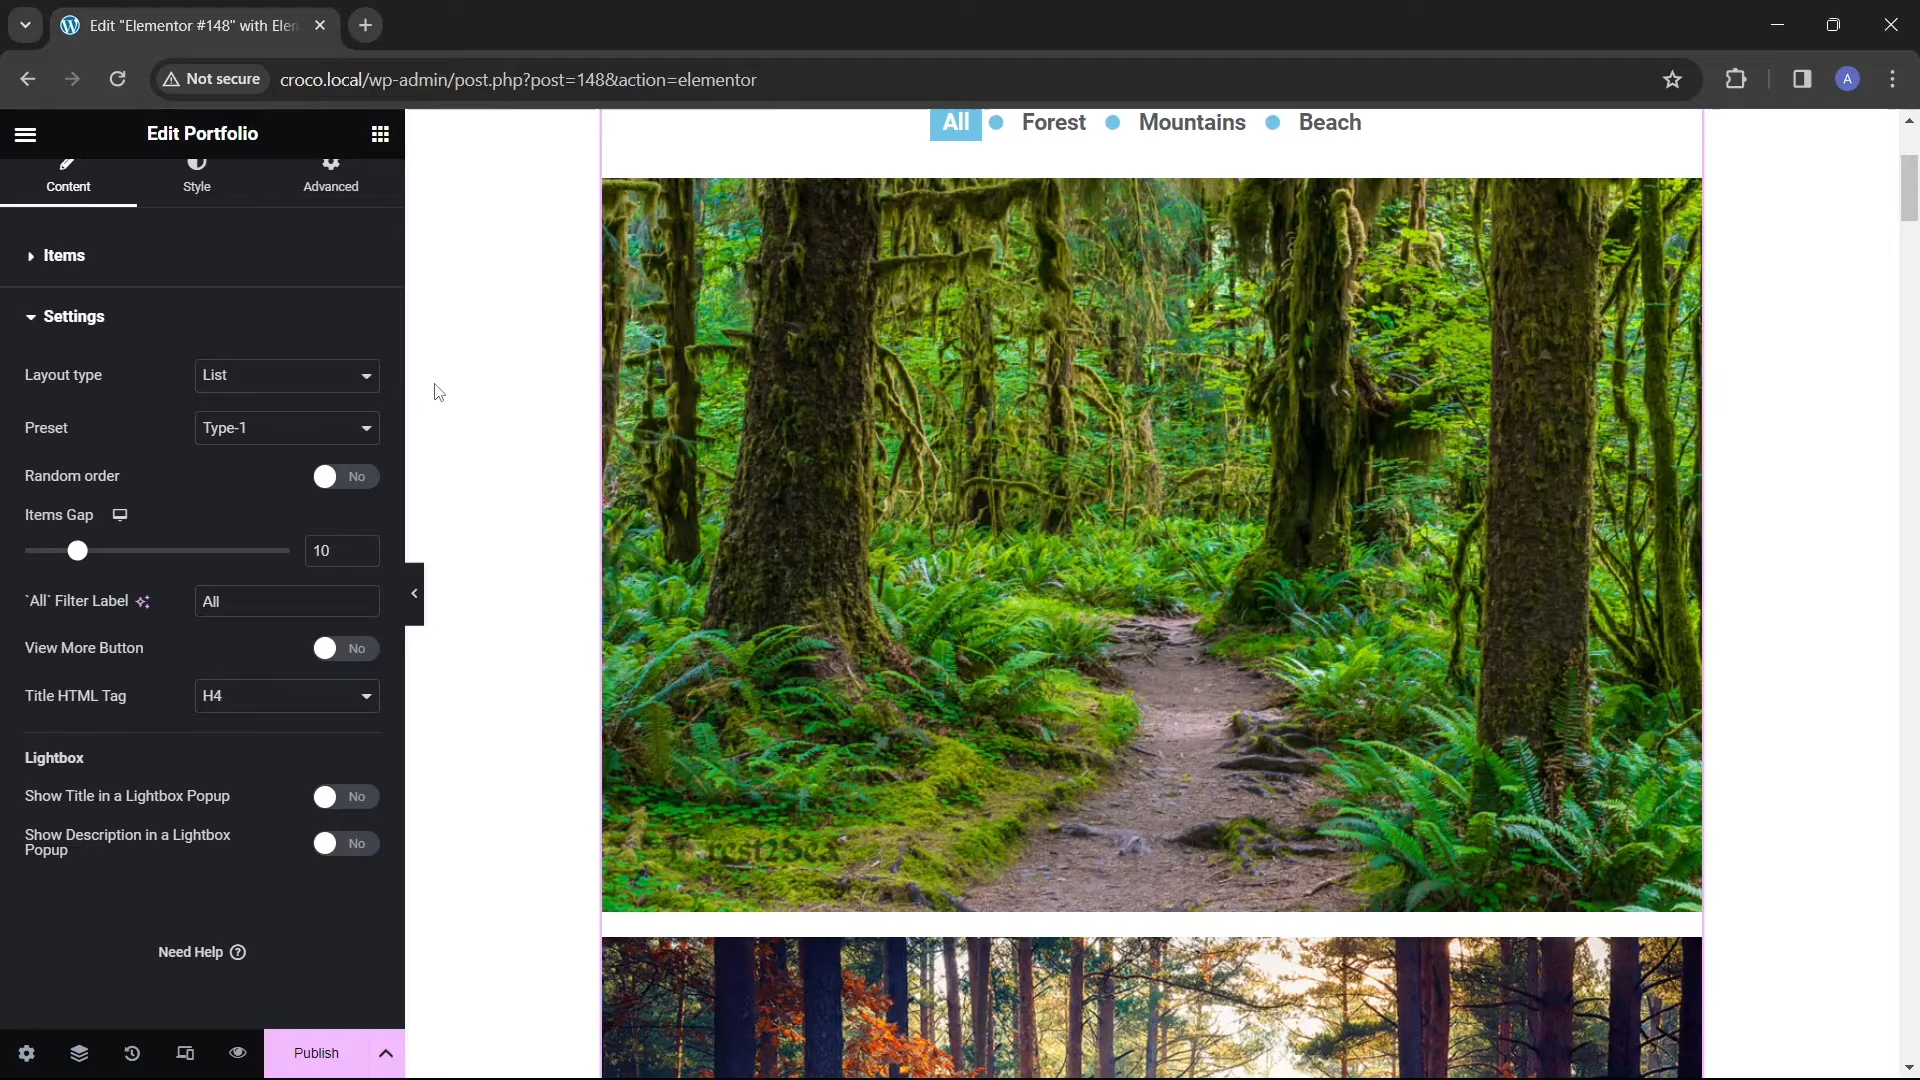 Edit "Elementor #148" with Elen
Not secure
croco.local/wp-admin/post.php?post=148&action=elementor
A
Edit Portfolio
Content
Style
Advanced
Items
Settings
Layout type
List
Preset
Type-1
Random order
No
Items Gap
10
`All` Filter Label
All
View More Button
No
Title HTML Tag
H4
Lightbox
Show Title in a Lightbox Popup
No
Show Description in a Lightbox
Popup
No
Need Help
Publish
All
Forest
Mountains
Beach